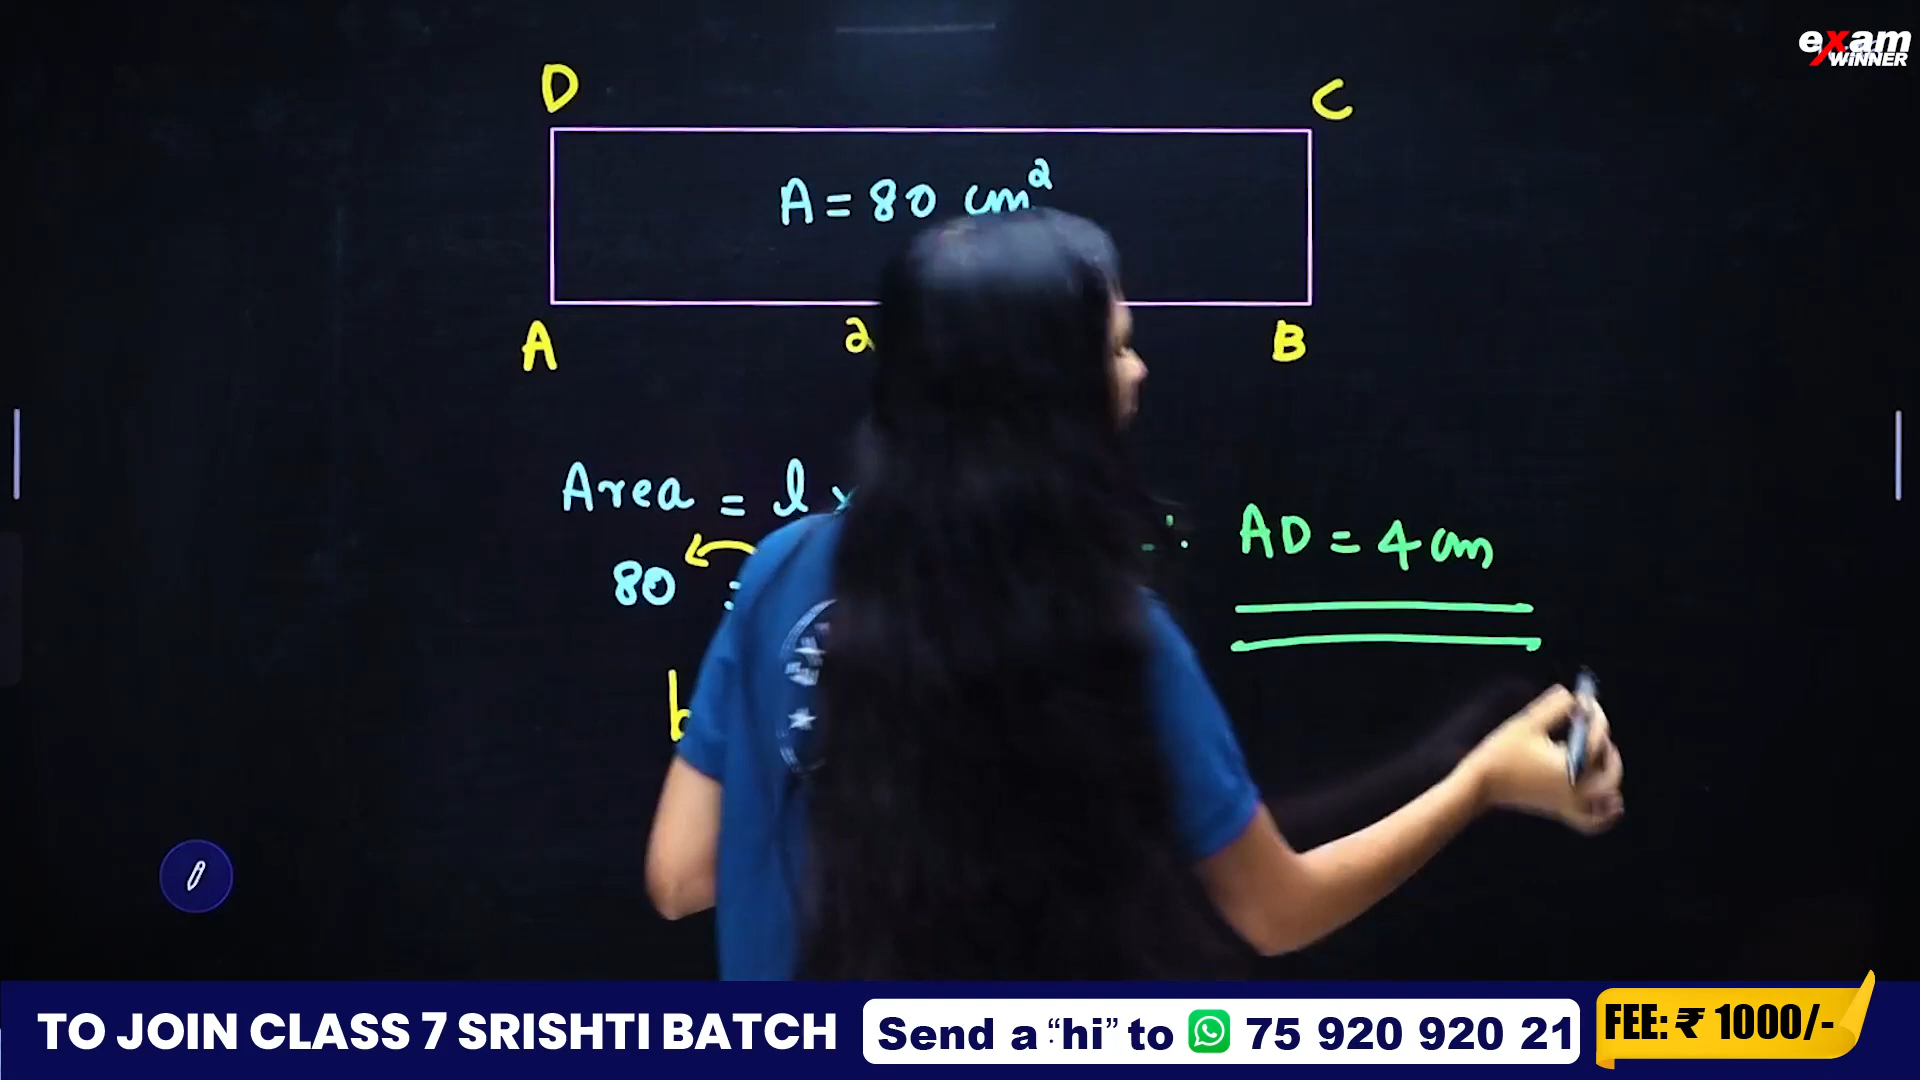 exam
WINNER
D C
A = 80 cm²
A 2 B
Area = l ×
80
∴ AD = 4 cm
b
TO JOIN CLASS 7 SRISHTI BATCH
Send a “hi” to 75 920 920 21
FEE: ₹ 1000/-